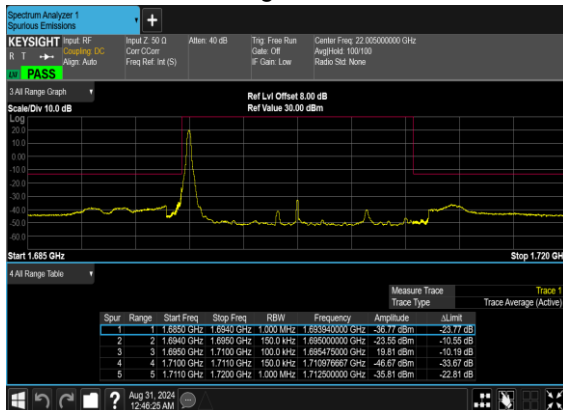 Spectrum Analyzer 1
Spurious Emissions
KEYSIGHT Input: RF Input Z: 50 Ω Atten: 40 dB Trig: Free Run Center Freq: 22.005000000 GHz
R T Coupling: DC Corr CCorr Gate: Off Avg|Hold: 100/100
Align: Auto Freq Ref: Int (S) IF Gain: Low Radio Std: None
PASS
3 All Range Graph
Ref Lvl Offset 8.00 dB
Scale/Div 10.0 dB Ref Value 30.00 dBm
Log
20.0
10.0
0.00
-10.0
-20.0
-30.0
-40.0
-50.0
-60.0
Start 1.685 GHz Stop 1.720 GH
4 All Range Table
Measure Trace Trace 1
Trace Type Trace Average (Active)
Spur Range Start Freq Stop Freq RBW Frequency Amplitude ΔLimit
1 1 1.6850 GHz 1.6940 GHz 1.000 MHz 1.693940000 GHz -36.77 dBm -23.77 dB
2 2 1.6940 GHz 1.6950 GHz 150.0 kHz 1.695000000 GHz -23.55 dBm -10.55 dB
3 3 1.6950 GHz 1.7100 GHz 100.0 kHz 1.695475000 GHz 19.81 dBm -10.19 dB
4 4 1.7100 GHz 1.7110 GHz 150.0 kHz 1.710976667 GHz -46.67 dBm -33.67 dB
5 5 1.7110 GHz 1.7200 GHz 1.000 MHz 1.712500000 GHz -35.81 dBm -22.81 dB
Aug 31, 2024
12:46:25 AM